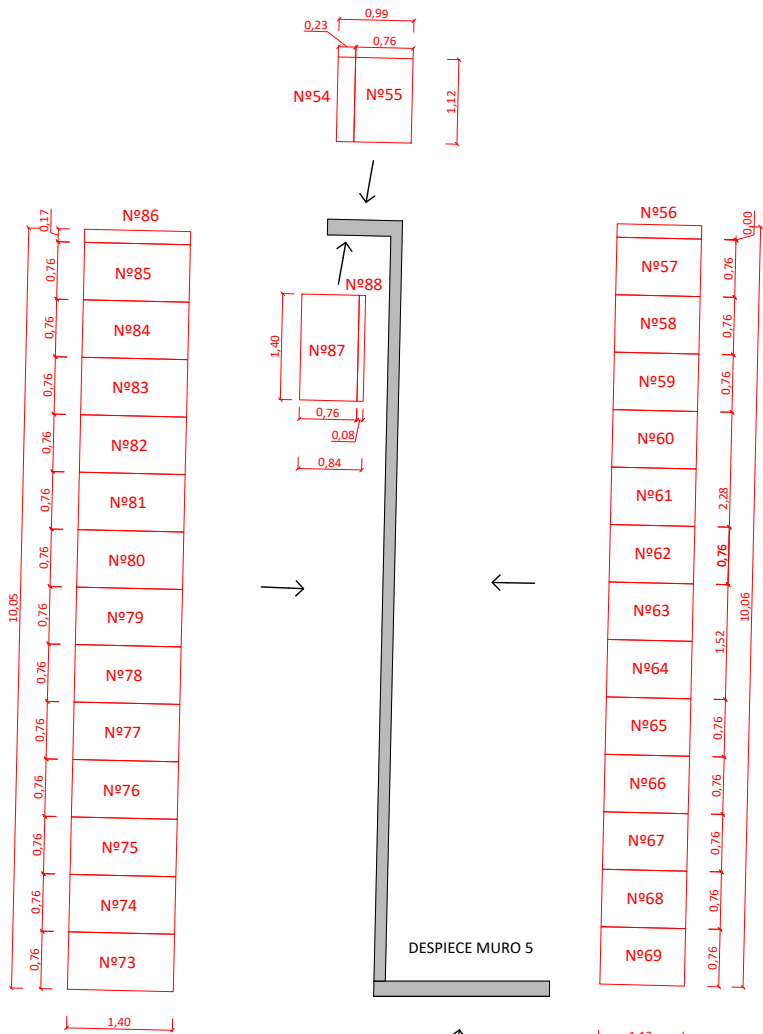 0,99
0,23
0,76
Nº54
Nº55
1,12
0,17
Nº86
Nº56
0,00
0,76
Nº85
Nº57
0,76
0,76
Nº84
Nº88
Nº58
0,76
1,40
Nº87
0,76
Nº83
Nº59
0,76
0,76
0,08
0,84
0,76
Nº82
Nº60
0,76
Nº81
Nº61
2,28
0,76
Nº80
Nº62
0,76
10,05
0,76
Nº79
Nº63
10,06
0,76
Nº78
Nº64
1,52
0,76
Nº77
Nº65
0,76
0,76
Nº76
Nº66
0,76
0,76
Nº75
Nº67
0,76
0,76
Nº74
Nº68
0,76
DESPIECE MURO 5
0,76
Nº73
Nº69
0,76
1,40